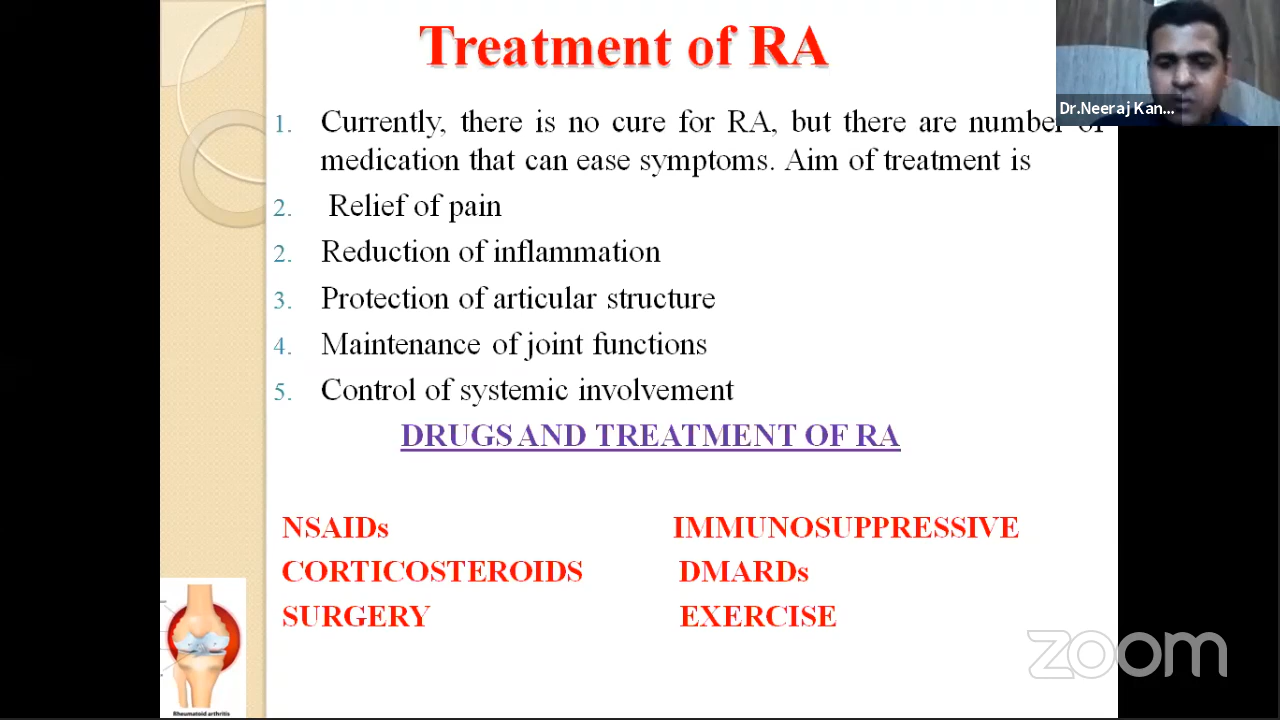 Treatment of RA
Dr.Neeraj Kan...
1. Currently, there is no cure for RA, but there are number of
medication that can ease symptoms. Aim of treatment is
2. Relief of pain
2. Reduction of inflammation
3. Protection of articular structure
4. Maintenance of joint functions
5. Control of systemic involvement
DRUGS AND TREATMENT OF RA
NSAIDs IMMUNOSUPPRESSIVE
CORTICOSTEROIDS DMARDs
SURGERY EXERCISE
zoom
Rheumatoid arthritis